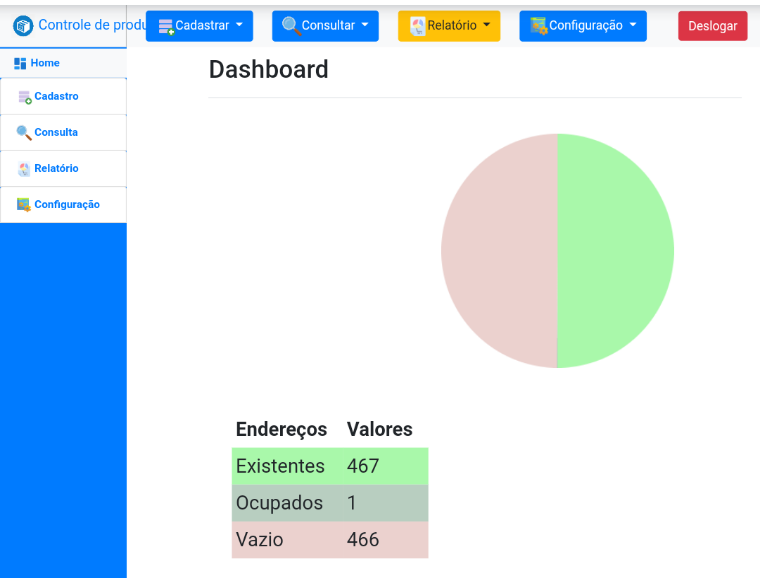 Controle de produ
Cadastrar
Consultar
Relatório
Configuração
Deslogar
Home
Cadastro
Consulta
Relatório
Configuração
Dashboard
Endereços Valores
Existentes 467
Ocupados 1
Vazio 466